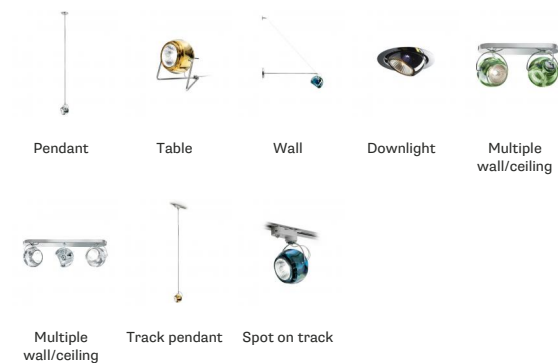 Pendant
Table
Wall
Downlight
Multiple
wall/ceiling
Multiple
wall/ceiling
Track pendant
Spot on track